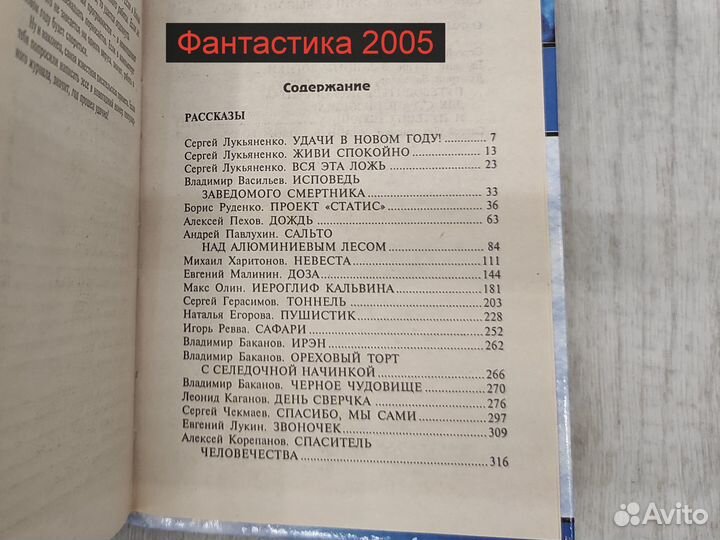 Фантастика 2005
Содержание
РАССКАЗЫ
Сергей Лукьяненко. УДАЧИ В НОВОМ ГОДУ! 7
Сергей Лукьяненко. ЖИВИ СПОКОЙНО 13
Сергей Лукьяненко. ВСЯ ЭТА ЛОЖЬ 23
Владимир Васильев. ИСПОВЕДЬ
ЗАВЕДОМОГО СМЕРТНИКА 33
Борис Руденко. ПРОЕКТ «СТАТИС» 36
Алексей Пехов. ДОЖДЬ 63
Андрей Павлухин. САЛЬТО
НАД АЛЮМИНИЕВЫМ ЛЕСОМ 84
Михаил Харитонов. НЕВЕСТА 111
Евгений Малинин. ДОЗА 144
Макс Олин. ИЕРОГЛИФ КАЛЬВИНА 181
Сергей Герасимов. ТОННЕЛЬ 203
Наталья Егорова. ПУШИСТИК 228
Игорь Ревва. САФАРИ 252
Владимир Баканов. ИРЭН 262
Владимир Баканов. ОРЕХОВЫЙ ТОРТ
С СЕЛЕДОЧНОЙ НАЧИНКОЙ 266
Владимир Баканов. ЧЕРНОЕ ЧУДОВИЩЕ 270
Леонид Каганов. ДЕНЬ СВЕРЧКА 276
Сергей Чекмаев. СПАСИБО, МЫ САМИ 297
Евгений Лукин. ЗВОНОЧЕК 309
Алексей Корепанов. СПАСИТЕЛЬ
ЧЕЛОВЕЧЕСТВА 316
Avito